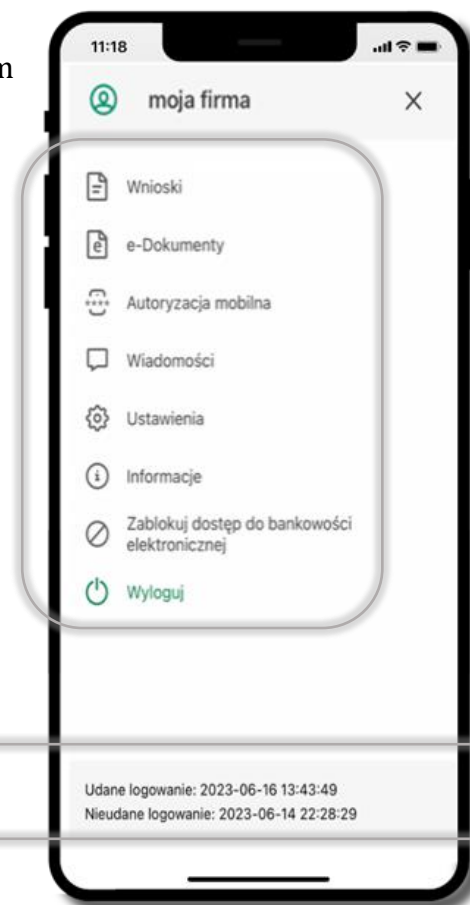 11:18
moja firma
Wnioski
e-Dokumenty
Autoryzacja mobilna
Wiadomości
Ustawienia
Informacje
Zablokuj dostęp do bankowości
elektronicznej
Wyloguj
Udane logowanie: 2023-06-16 13:43:49
Nieudane logowanie: 2023-06-14 22:28:29